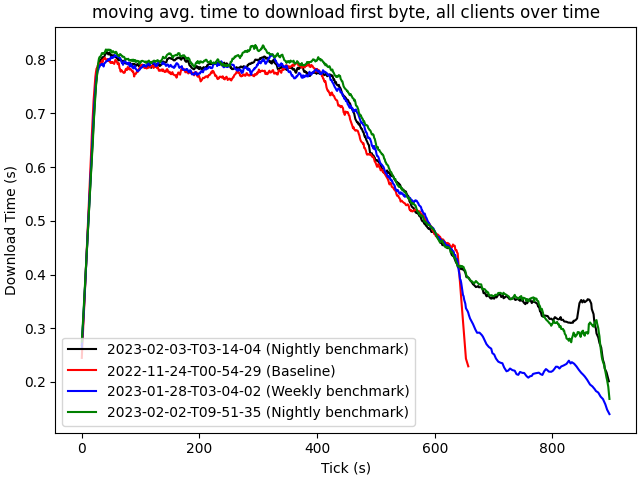 moving avg. time to download first byte, all clients over time
Download Time (s)
0.8
0.7
0.6
0.5
0.4
0.3
0.2
2023-02-03-T03-14-04 (Nightly benchmark)
2022-11-24-T00-54-29 (Baseline)
2023-01-28-T03-04-02 (Weekly benchmark)
2023-02-02-T09-51-35 (Nightly benchmark)
0 200 400 600 800
Tick (s)